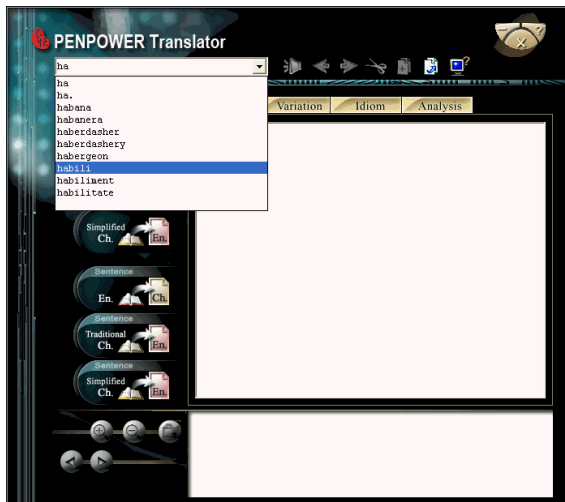 PENPOWER Translator
ha
ha
ha.
habana
habanera
haberdasher
haberdashery
habergeon
habili
habiliment
habilitate
Variation
Idiom
Analysis
Simplified
Ch.
En.
Sentence
En.
Ch.
Sentence
Traditional
Ch.
En.
Sentence
Simplified
Ch.
En.